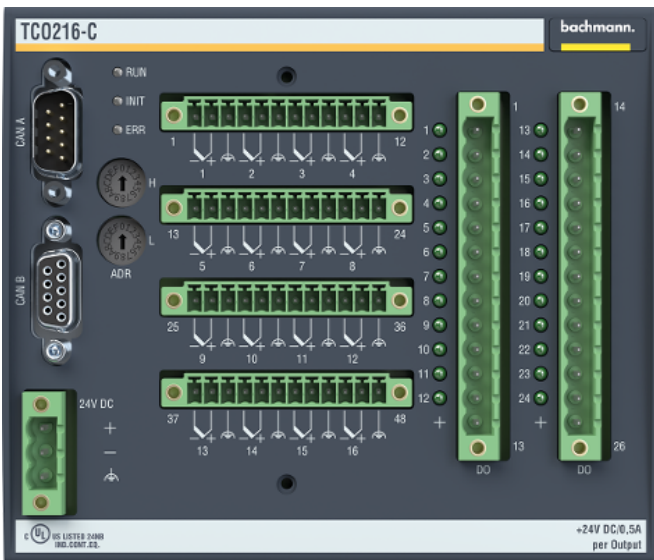 TCO216-C
bachmann.
RUN
INIT
ERR
CAN A
H
L
ADR
CAN B
24V DC
+
−
1 12
1 2 3 4
13 24
5 6 7 8
25 36
9 10 11 12
37 48
13 14 15 16
1
1
2
3
4
5
6
7
8
9
10
11
12
+
13
DO
14
13
14
15
16
17
18
19
20
21
22
23
24
+
26
DO
C UL US LISTED 24NB
IND.CONT.EQ.
+24V DC/0,5A
per Output